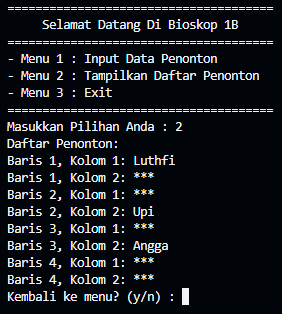 ======================================
Selamat Datang Di Bioskop 1B
======================================
- Menu 1 : Input Data Penonton
- Menu 2 : Tampilkan Daftar Penonton
- Menu 3 : Exit
======================================
Masukkan Pilihan Anda : 2
Daftar Penonton:
Baris 1, Kolom 1: Luthfi
Baris 1, Kolom 2: ***
Baris 2, Kolom 1: ***
Baris 2, Kolom 2: Upi
Baris 3, Kolom 1: ***
Baris 3, Kolom 2: Angga
Baris 4, Kolom 1: ***
Baris 4, Kolom 2: ***
Kembali ke menu? (y/n) :